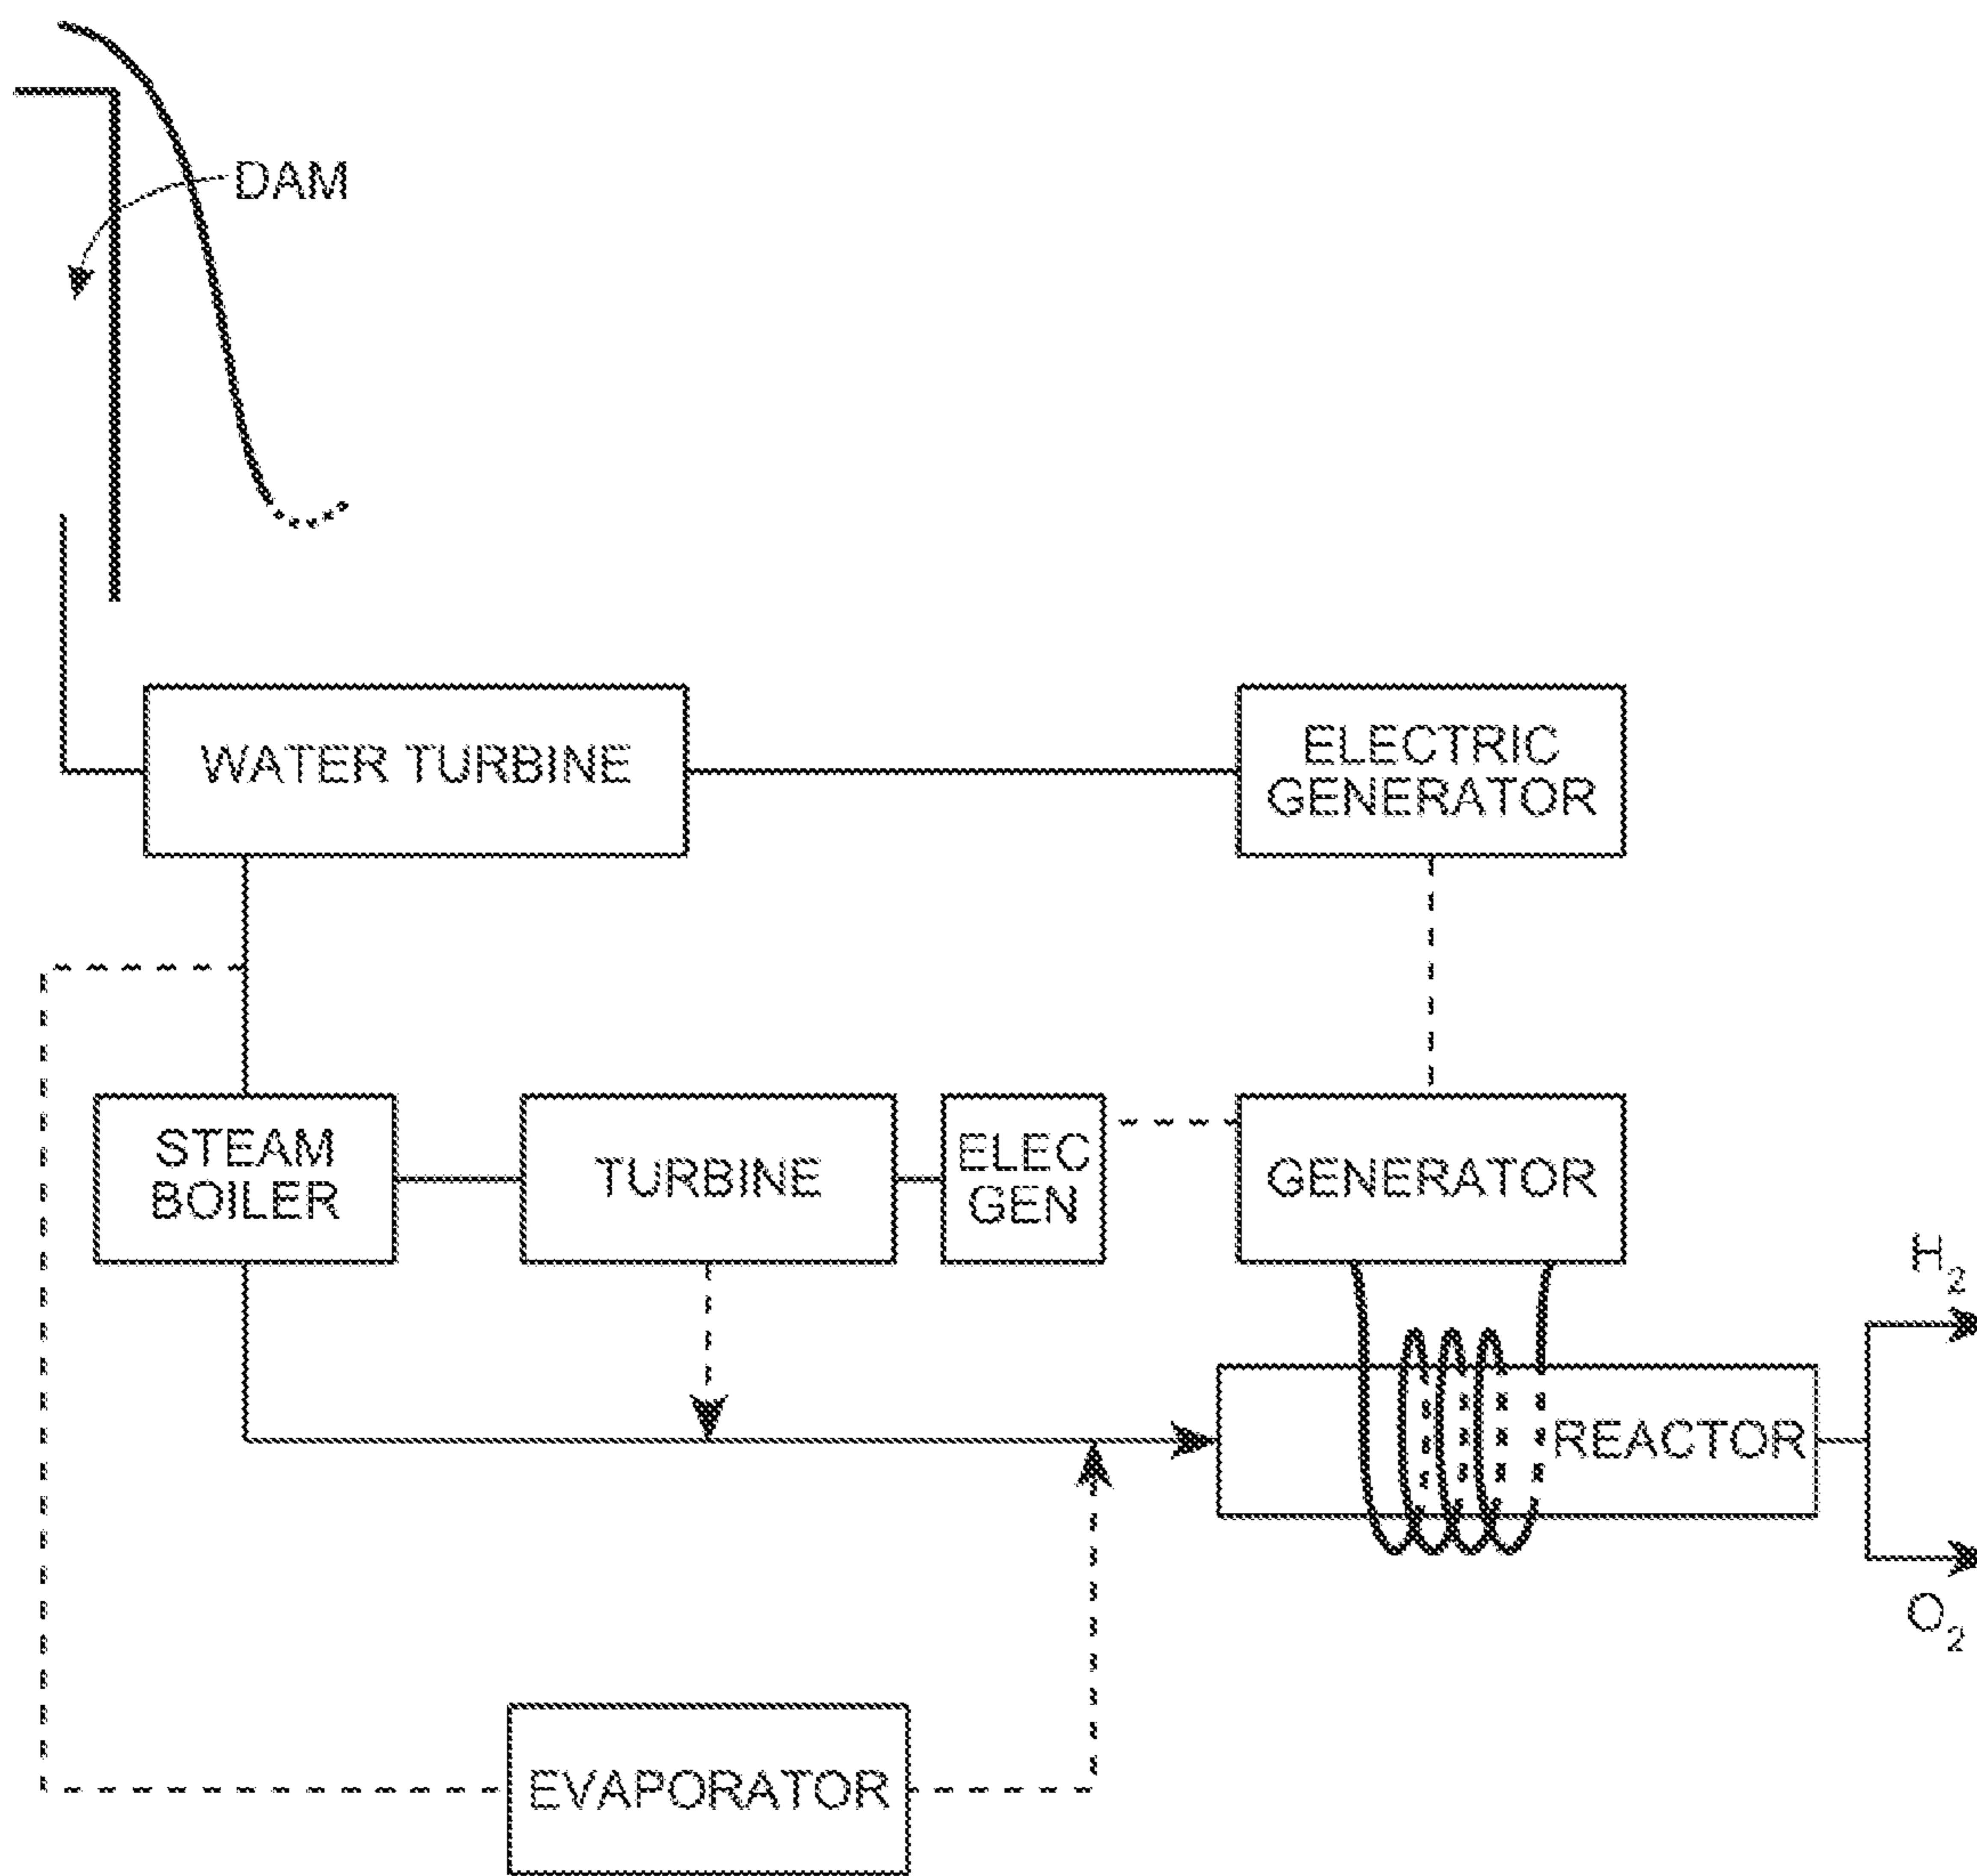 DAM
WATER TURBINE
ELECTRIC
GENERATOR
STEAM
BOILER
TURBINE
ELEC
GEN
GENERATOR
H₂
REACTOR
O₂
EVAPORATOR